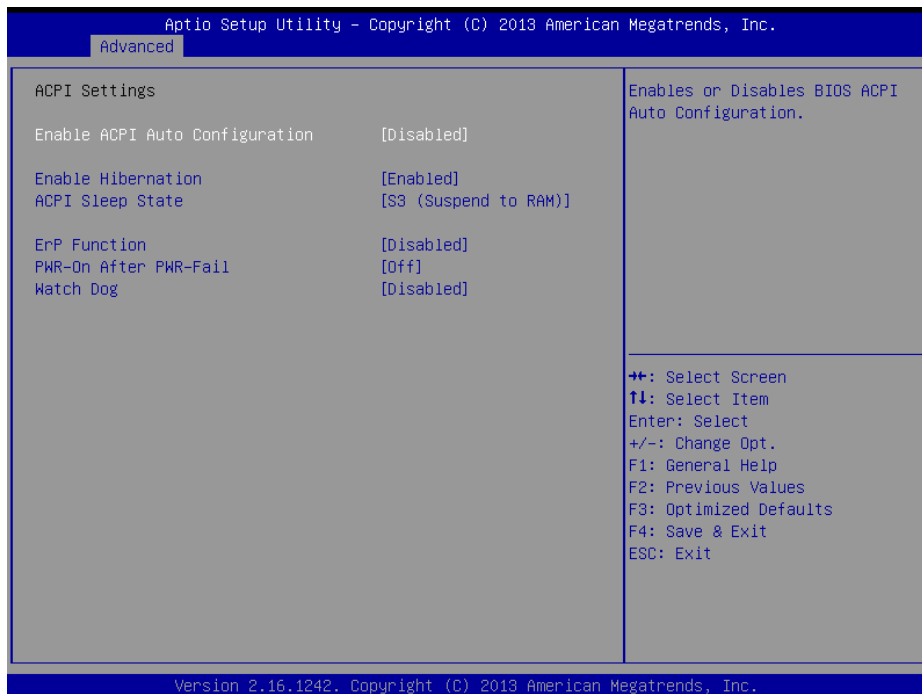 Aptio Setup Utility – Copyright (C) 2013 American Megatrends, Inc.
Advanced
ACPI Settings
Enable ACPI Auto Configuration [Disabled]
Enable Hibernation [Enabled]
ACPI Sleep State [S3 (Suspend to RAM)]
ErP Function [Disabled]
PWR-On After PWR-Fail [Off]
Watch Dog [Disabled]
Enables or Disables BIOS ACPI
Auto Configuration.
→←: Select Screen
↑↓: Select Item
Enter: Select
+/-: Change Opt.
F1: General Help
F2: Previous Values
F3: Optimized Defaults
F4: Save & Exit
ESC: Exit
Version 2.16.1242. Copyright (C) 2013 American Megatrends, Inc.